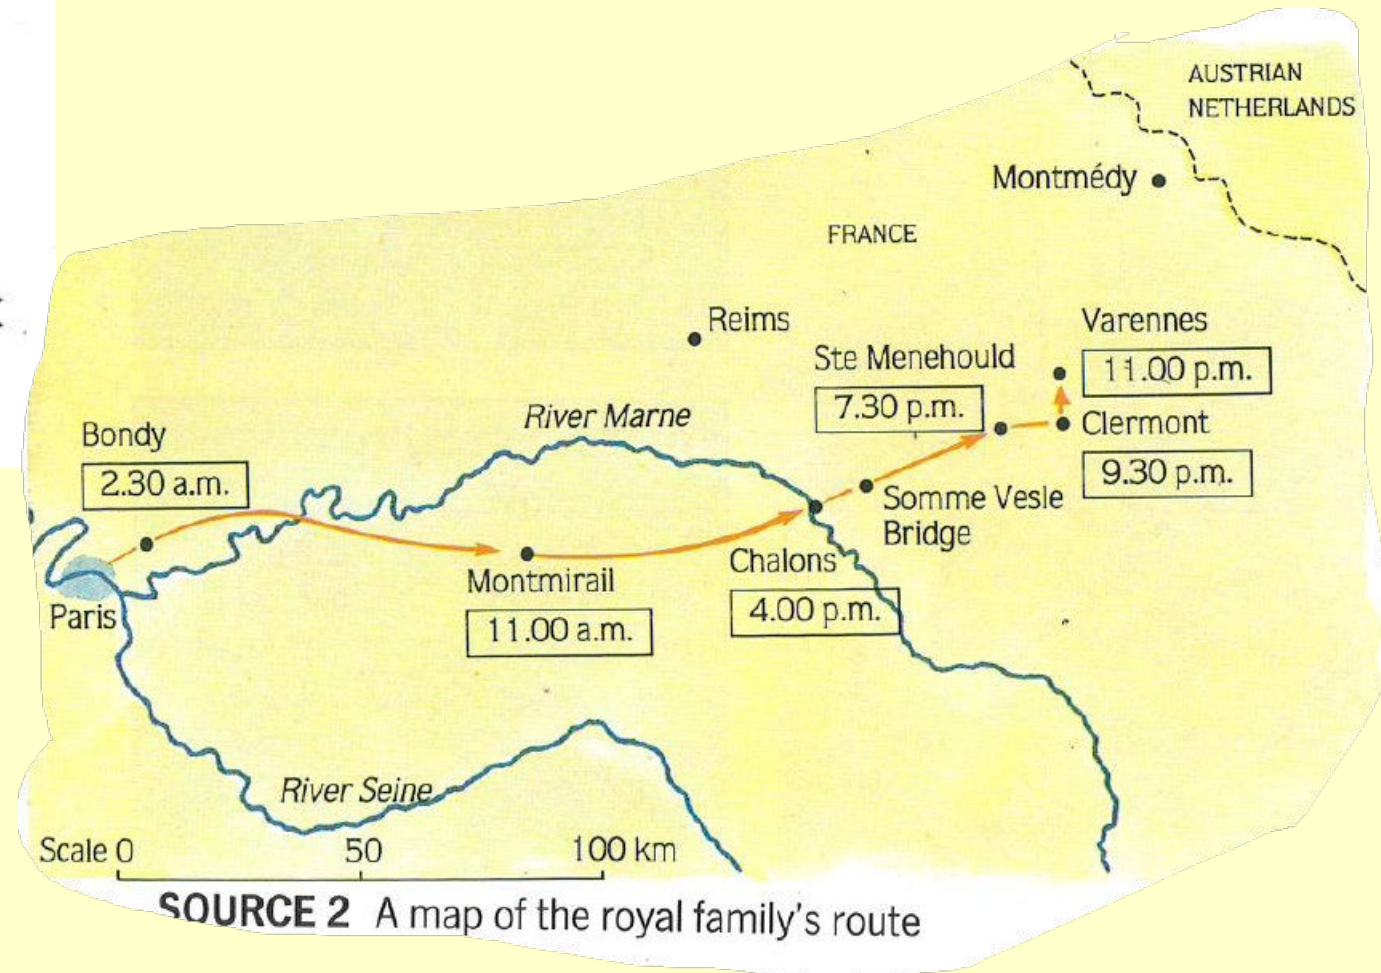 AUSTRIAN
NETHERLANDS
Montmédy
FRANCE
Reims
Varennes
11.00 p.m.
Ste Menehould
7.30 p.m.
Clermont
9.30 p.m.
River Marne
Bondy
2.30 a.m.
Somme Vesle
Bridge
Chalons
4.00 p.m.
Montmirail
11.00 a.m.
Paris
River Seine
Scale 0 50 100 km
SOURCE 2 A map of the royal family's route